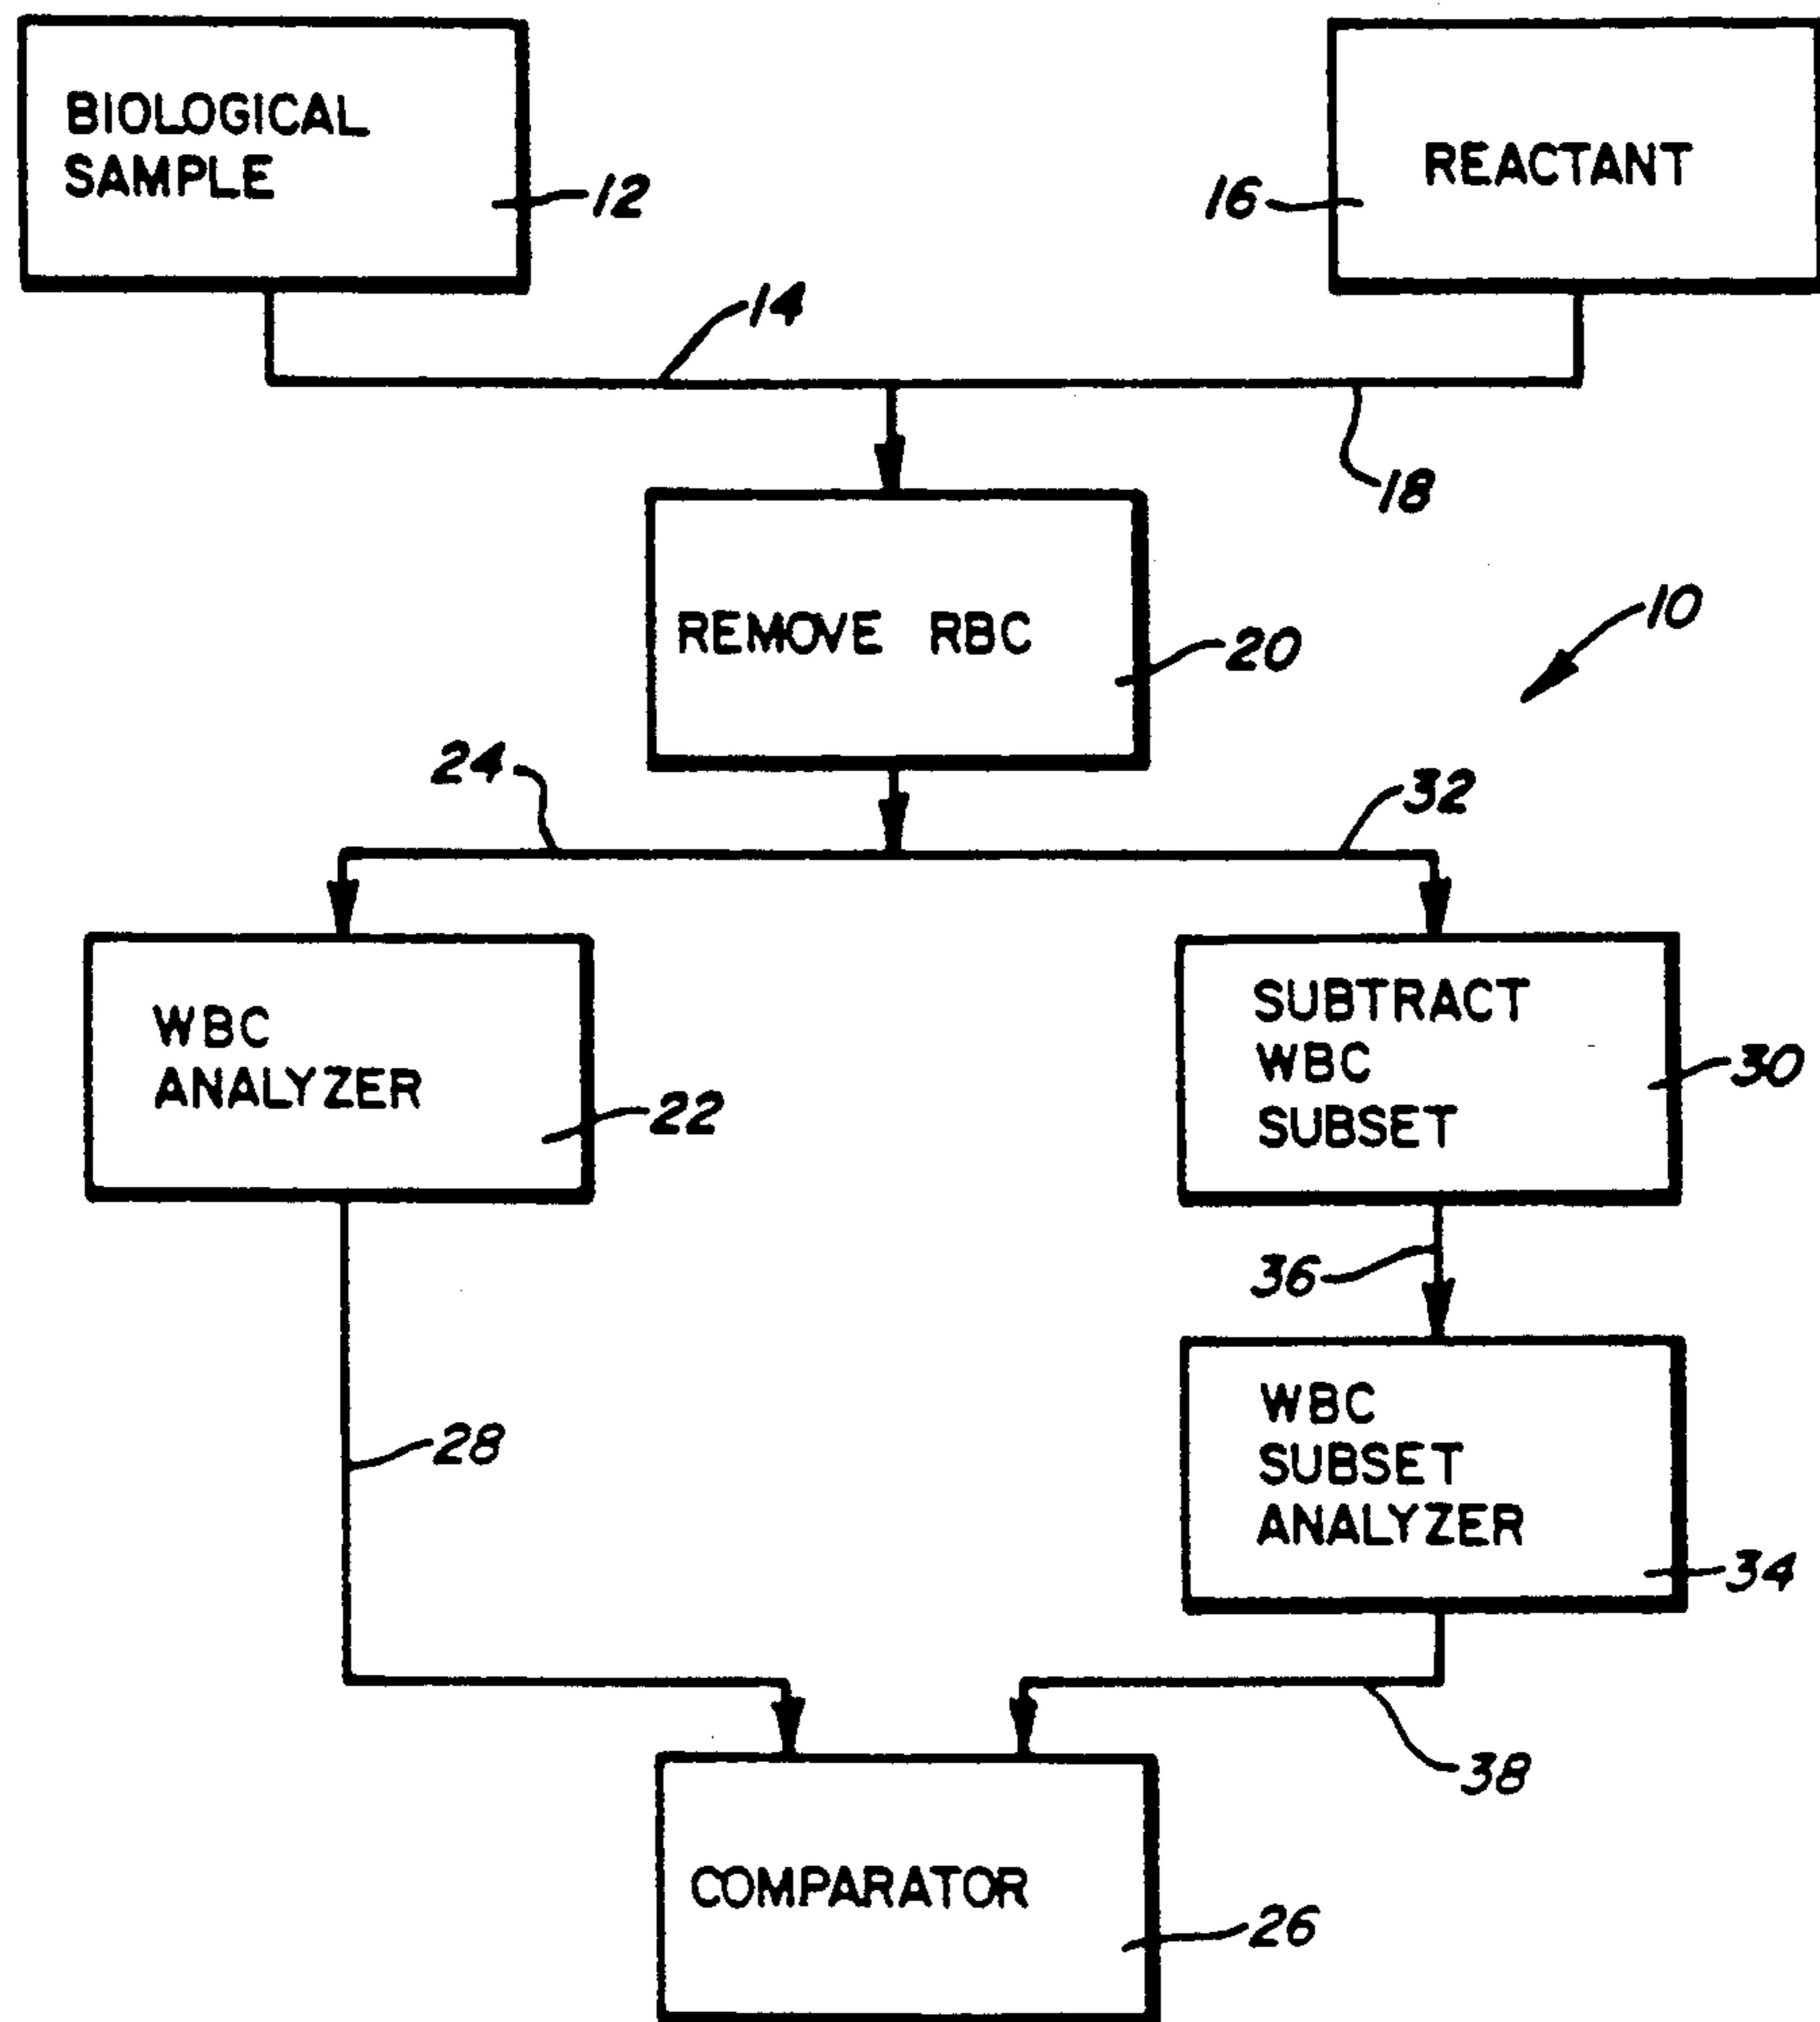 BIOLOGICAL
SAMPLE
12
REACTANT
16
14
18
REMOVE RBC
20
10
24
32
WBC
ANALYZER
22
SUBTRACT
WBC
SUBSET
30
36
WBC
SUBSET
ANALYZER
34
28
38
COMPARATOR
26